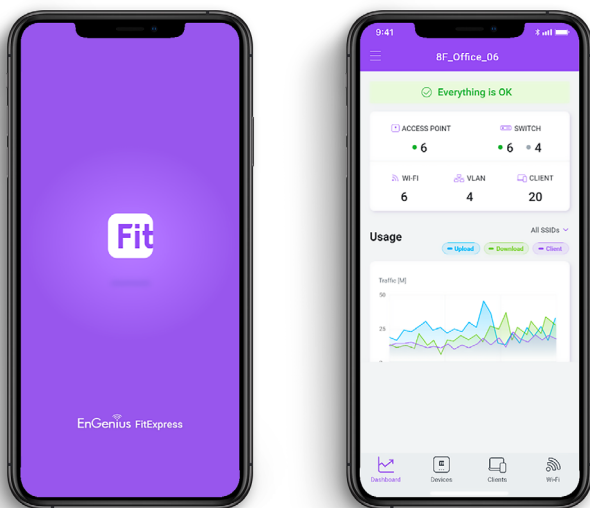 Fit
EnGenius FitExpress
9:41
8F_Office_06
Everything is OK
ACCESS POINT SWITCH
6 6 4
WI-FI VLAN CLIENT
6 4 20
Usage
All SSIDs
Upload Download Client
Traffic [M]
50
25
Dashboard Devices Clients Wi-Fi